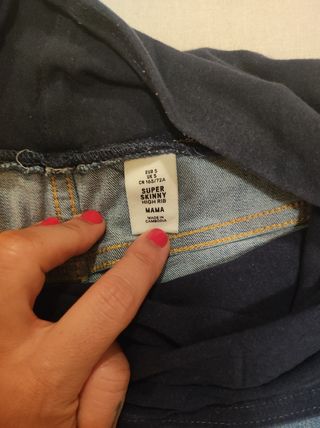 EUR S
UK S
CN 165/72A
SUPER
SKINNY
HIGH RIB
MAMA
MADE IN
CAMBODIA